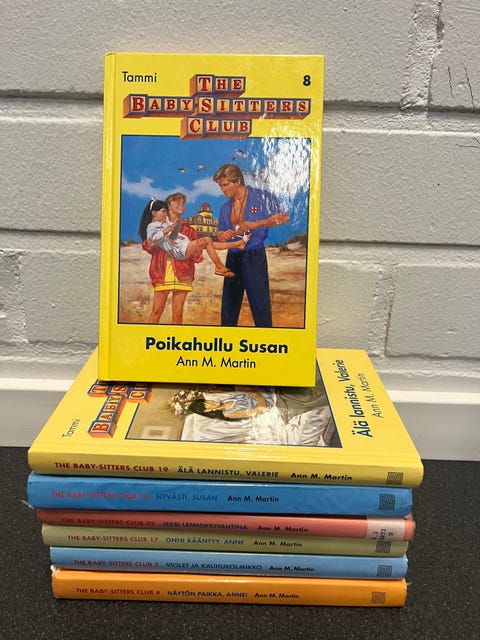 Tammi
8
THE
BABY-SITTERS
CLUB
Poikahullu Susan
Ann M. Martin
Tammi
Älä lannistu, Valerie
Ann M. Martin
THE BABY-SITTERS CLUB 19 ÄLÄ LANNISTU, VALERIE Ann M. Martin
THE BABY-SITTERS CLUB HYVÄSTI, SUSAN Ann M. Martin
THE BABY-SITTERS CLUB JESSI LEMMIKKIVAHTINA Ann M. Martin
THE BABY-SITTERS CLUB 17 ONNI KÄÄNTYY, ANNE Ann M. Martin
THE BABY-SITTERS CLUB 5 VIOLET JA KAUHUKOLMIKKO Ann M. Martin
THE BABY-SITTERS CLUB 4 NÄYTÖN PAIKKA, ANNE! Ann M. Martin